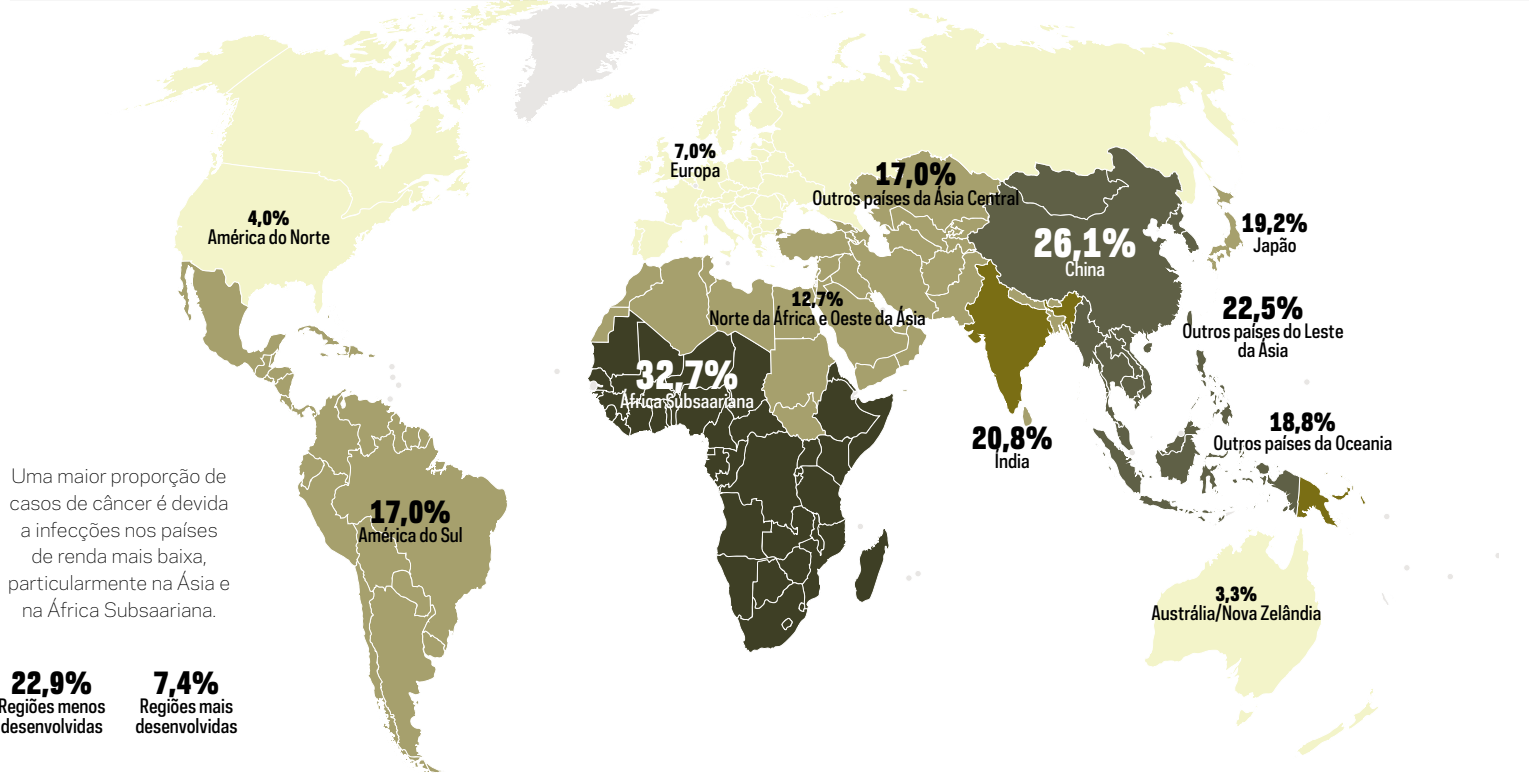 7,0%
Europa
17,0%
Outros países da Ásia Central
4,0%
América do Norte
19,2%
Japão
26,1%
China
12,7%
Norte da África e Oeste da Ásia
22,5%
Outros países do Leste
da Ásia
32,7%
África Subsaariana
20,8%
Índia
18,8%
Outros países da Oceania
Uma maior proporção de
casos de câncer é devida
a infecções nos países
de renda mais baixa,
particularmente na Ásia e
na África Subsaariana.
17,0%
América do Sul
3,3%
Austrália/Nova Zelândia
22,9%
Regiões menos
desenvolvidas
7,4%
Regiões mais
desenvolvidas